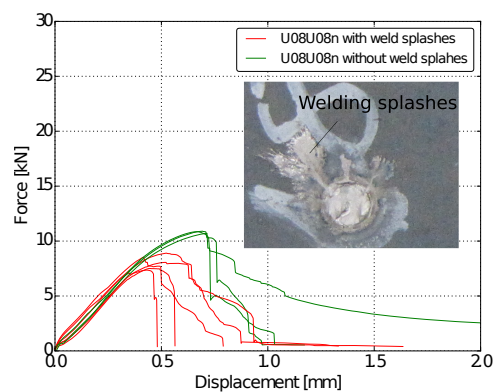 30
25
20
15
10
5
0
Force [kN]
U08U08n with weld splashes
U08U08n without weld splahes
Welding splashes
0.0 0.5 1.0 1.5 2.0
Displacement [mm]